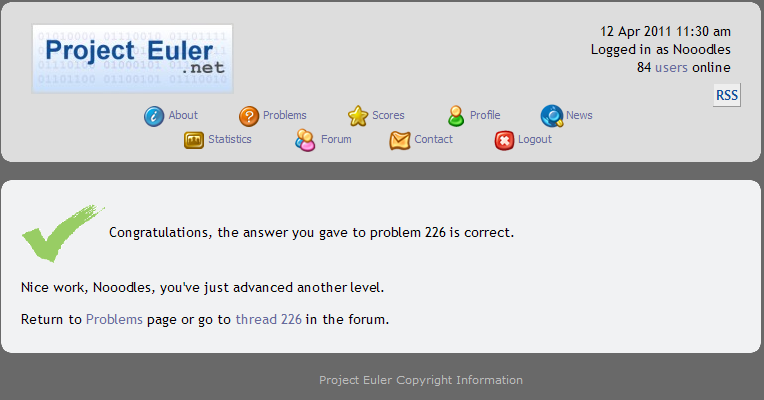 Project Euler
.net
12 Apr 2011 11:30 am
Logged in as Nooodles
84 users online
RSS
About Problems Scores Profile News
Statistics Forum Contact Logout
Congratulations, the answer you gave to problem 226 is correct.
Nice work, Nooodles, you've just advanced another level.
Return to Problems page or go to thread 226 in the forum.
Project Euler Copyright Information